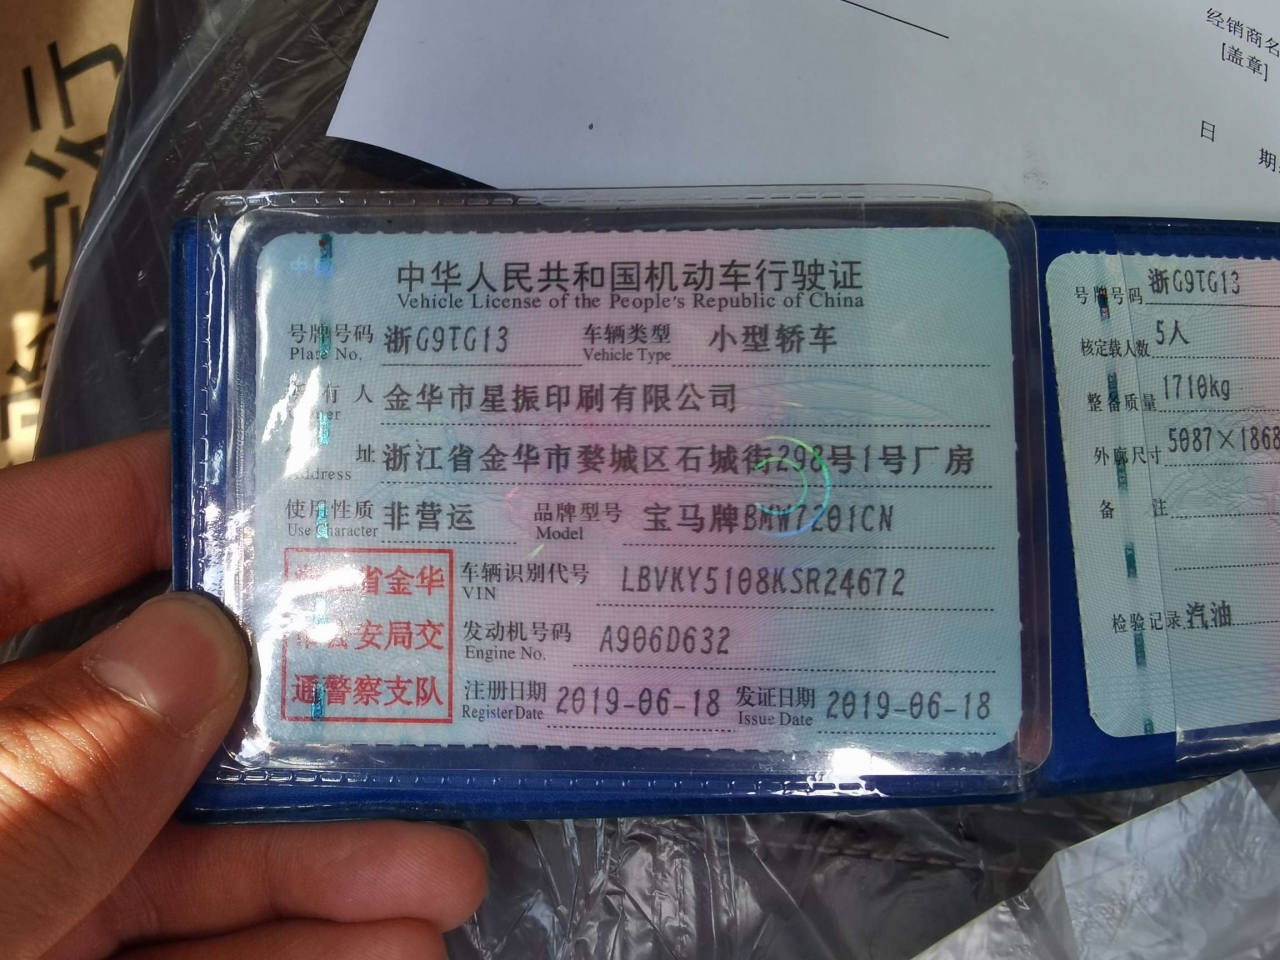 经销商名
[盖章]
日
期
中华人民共和国机动车行驶证
Vehicle License of the People's Republic of China
号牌号码 浙G9TG13 车辆类型 小型轿车
Plate No. Vehicle Type
有人 金华市星振印刷有限公司
址 浙江省金华市婺城区石城街298号1号厂房
Address
使用性质 非营运 品牌型号 宝马牌BMW7201CN
Use Character Model
省金华
安局交
通警察支队
车辆识别代号 LBVKY5108KSR24672
VIN
发动机号码 A906D632
Engine No.
注册日期 2019-06-18 发证日期 2019-06-18
Register Date Issue Date
号牌号码 浙G9TG13
核定载人数 5人
整备质量 1710kg
外廓尺寸 5087×1868
备注
检验记录 汽油